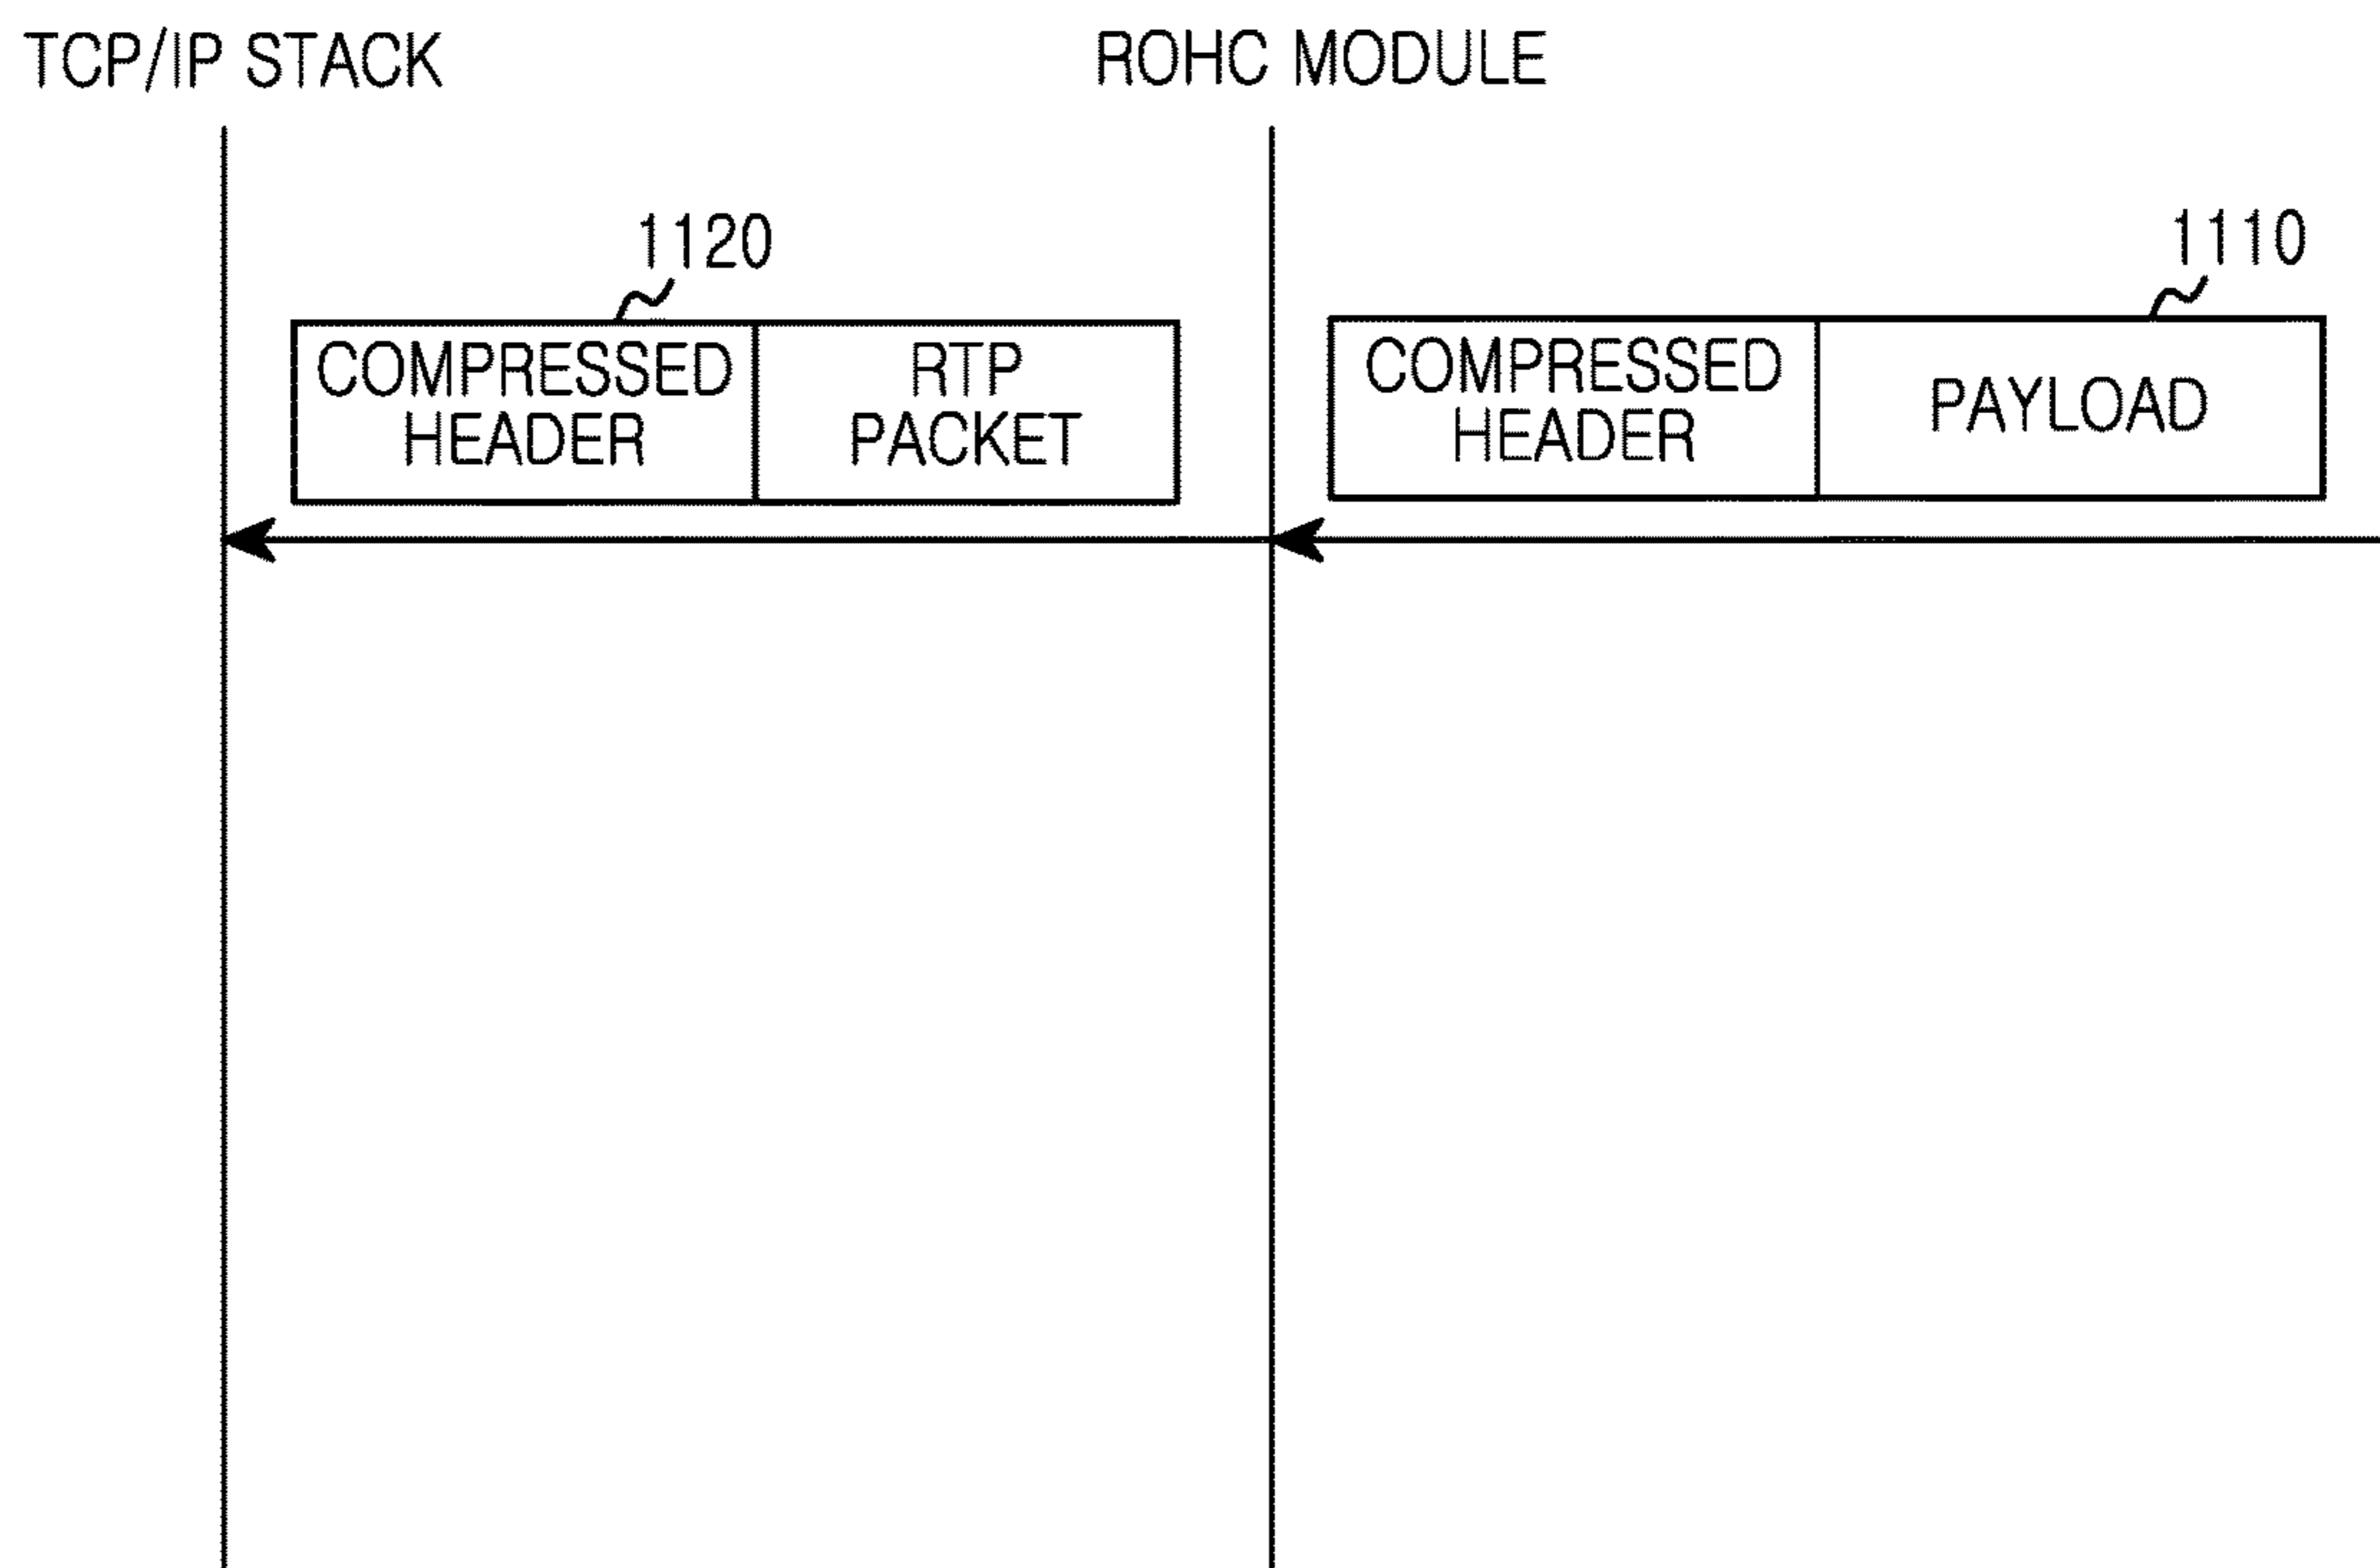 TCP/IP STACK
ROHC MODULE
1120
1110
COMPRESSED
HEADER
RTP
PACKET
COMPRESSED
HEADER
PAYLOAD